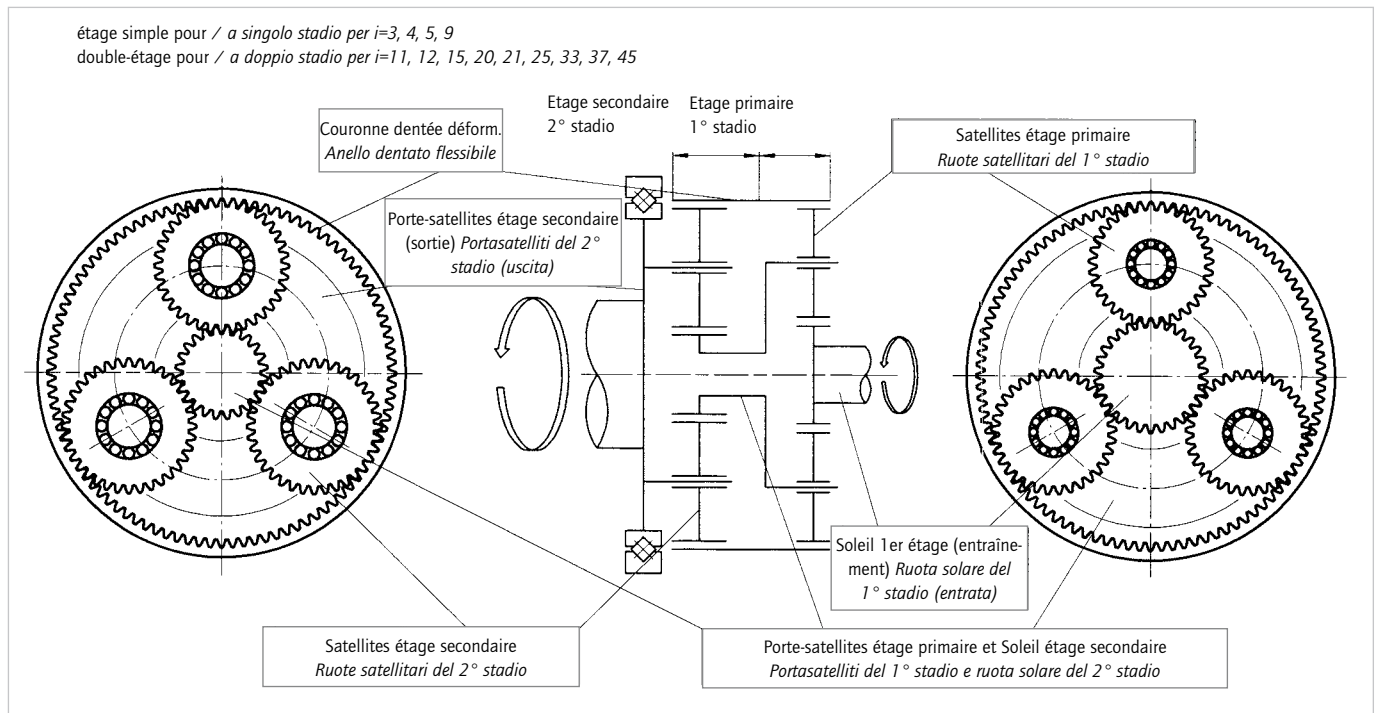 étage simple pour / a singolo stadio per i=3, 4, 5, 9
double-étage pour / a doppio stadio per i=11, 12, 15, 20, 21, 25, 33, 37, 45
Couronne dentée déform.
Anello dentato flessibile
Etage secondaire
2° stadio
Etage primaire
1° stadio
Satellites étage primaire
Ruote satellitari del 1° stadio
Porte-satellites étage secondaire
(sortie) Portasatelliti del 2°
stadio (uscita)
Soleil 1er étage (entraîne-
ment) Ruota solare del
1° stadio (entrata)
Satellites étage secondaire
Ruote satellitari del 2° stadio
Porte-satellites étage primaire et Soleil étage secondaire
Portasatelliti del 1° stadio e ruota solare del 2° stadio